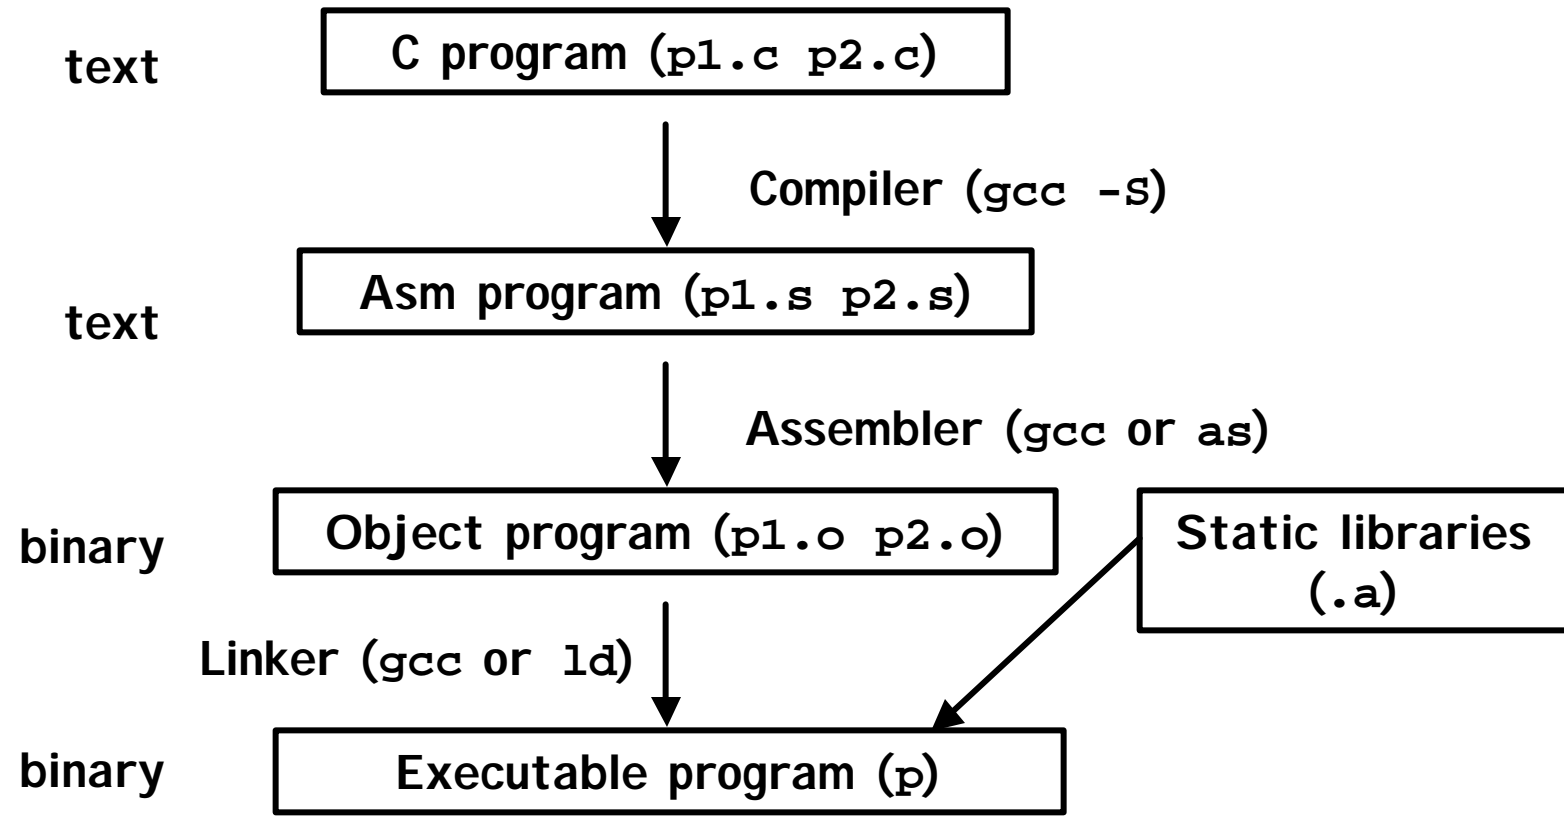 text
C program (p1.c p2.c)
Compiler (gcc -S)
text
Asm program (p1.s p2.s)
Assembler (gcc or as)
binary
Object program (p1.o p2.o)
Static libraries
(.a)
Linker (gcc or ld)
binary
Executable program (p)